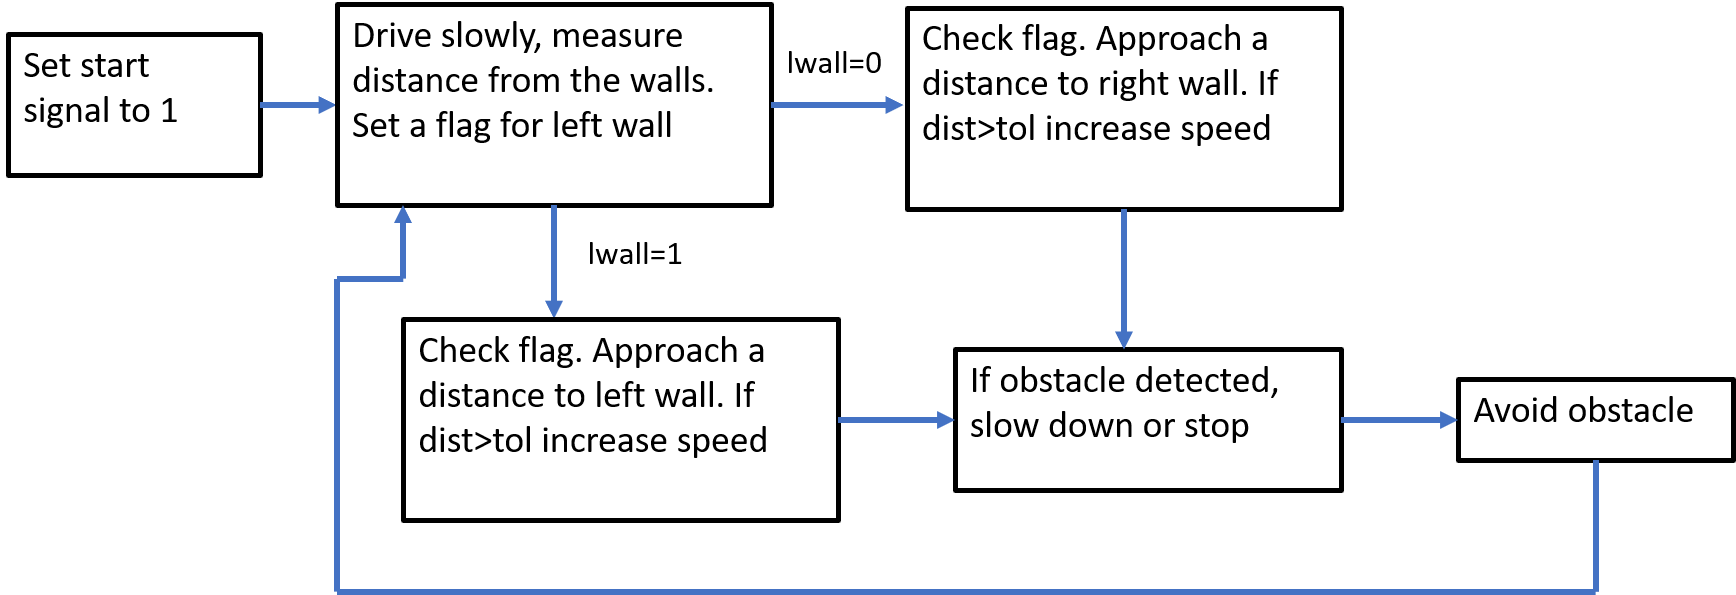 Set start
signal to 1
Drive slowly, measure
distance from the walls.
Set a flag for left wall
lwall=0
Check flag. Approach a
distance to right wall. If
dist>tol increase speed
lwall=1
Check flag. Approach a
distance to left wall. If
dist>tol increase speed
If obstacle detected,
slow down or stop
Avoid obstacle